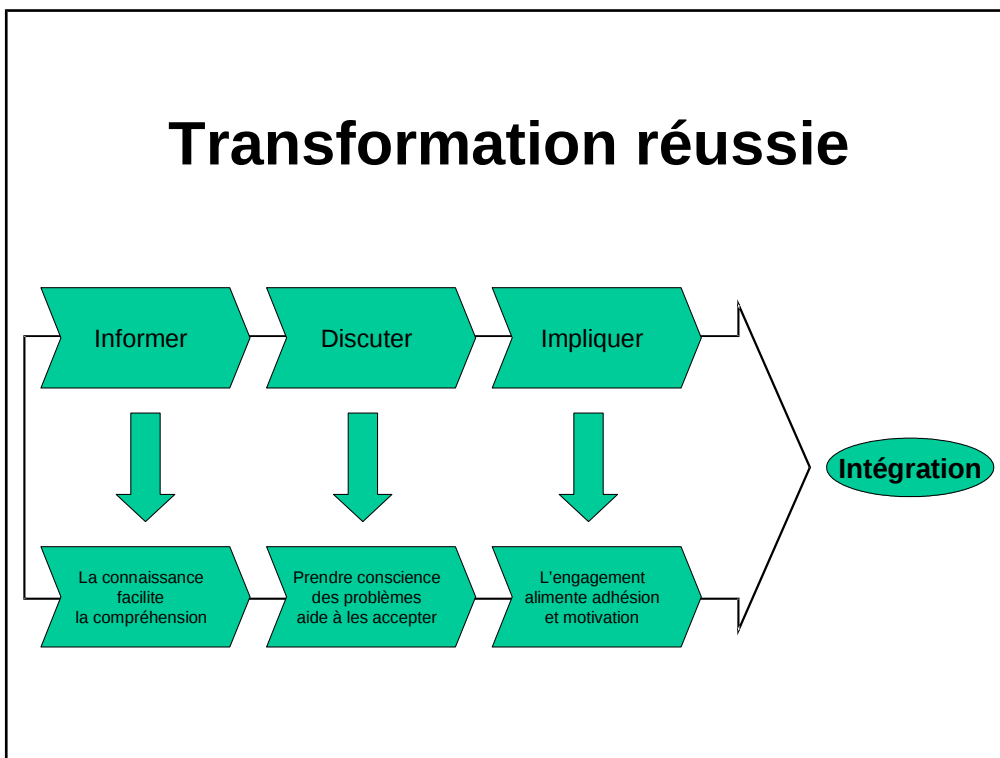 Transformation réussie
Informer
Discuter
Impliquer
Intégration
La connaissance
facilite
la compréhension
Prendre conscience
des problèmes
aide à les accepter
L'engagement
alimente adhésion
et motivation